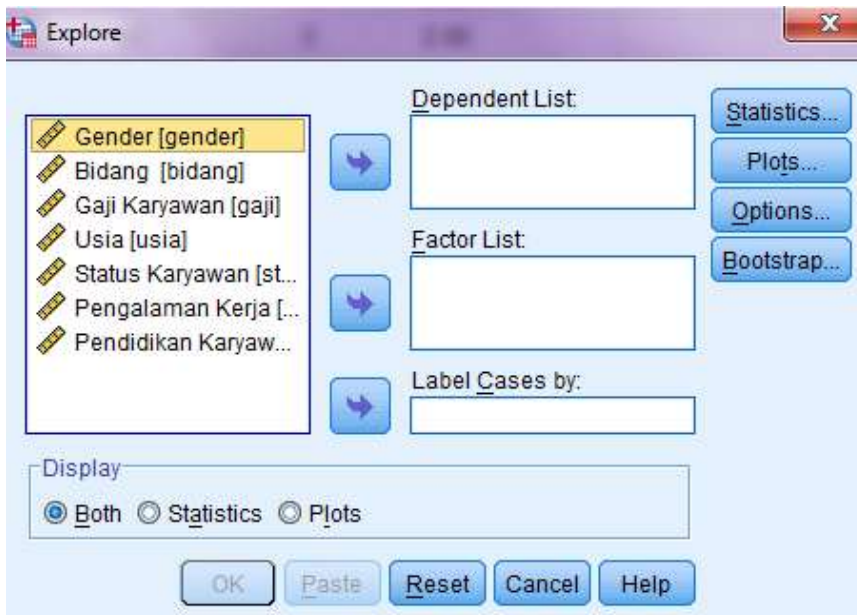 Explore
Gender [gender]
Bidang [bidang]
Gaji Karyawan [gaji]
Usia [usia]
Status Karyawan [st...
Pengalaman Kerja [...
Pendidikan Karyaw...
Dependent List:
Factor List:
Label Cases by:
Statistics...
Plots...
Options...
Bootstrap...
Display
Both Statistics Plots
OK Paste Reset Cancel Help